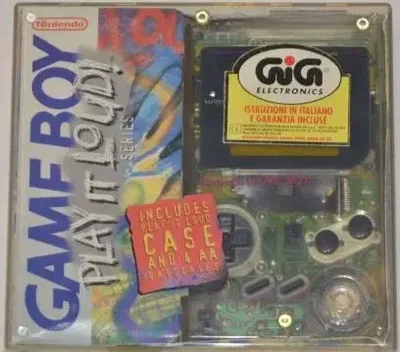 Nintendo
GAME BOY
PLAY IT LOUD!
SERIES
INCLUDES
PLAY IT LOUD
CASE
AND 4 AA
BATTERIES
GiG
ELECTRONICS
ISTRUZIONI IN ITALIANO
E GARANZIA INCLUSE